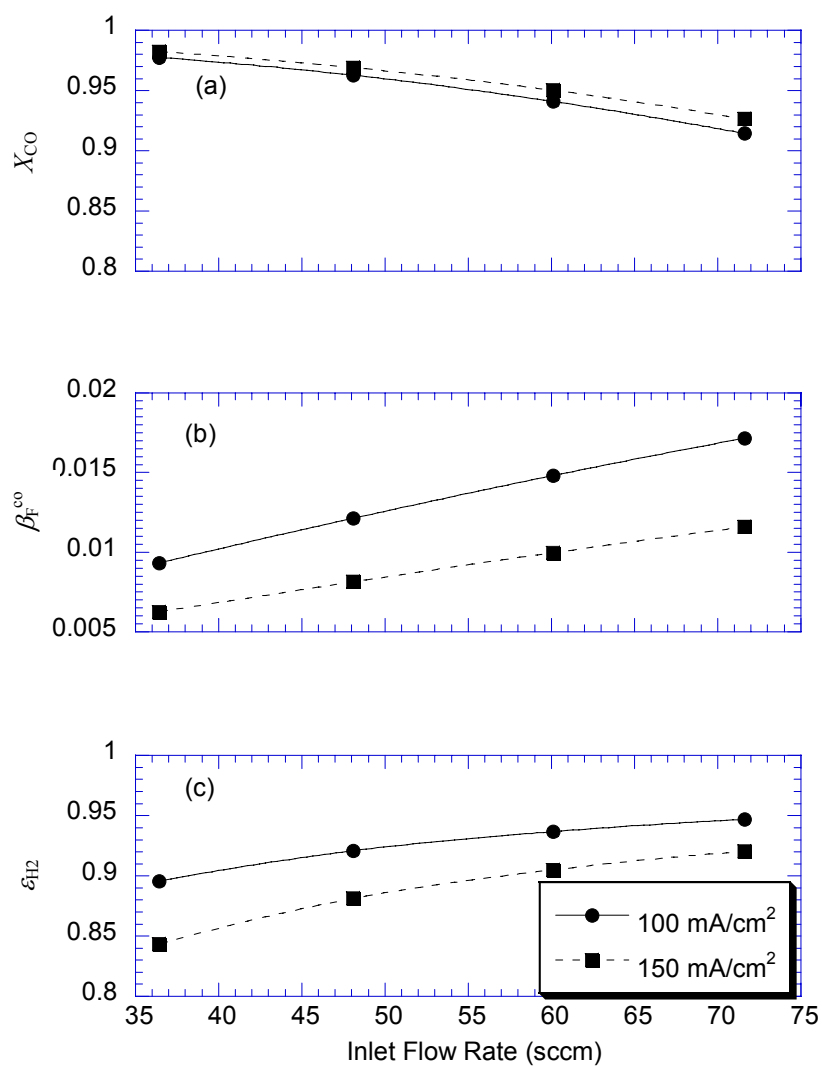 1
0.95
(a)
0.9
0.85
0.8
X_CO
0.02
(b)
0.015
0.01
0.005
β_F^co
1
(c)
0.95
0.9
0.85
0.8
ε_H2
100 mA/cm²
150 mA/cm²
35 40 45 50 55 60 65 70 75
Inlet Flow Rate (sccm)